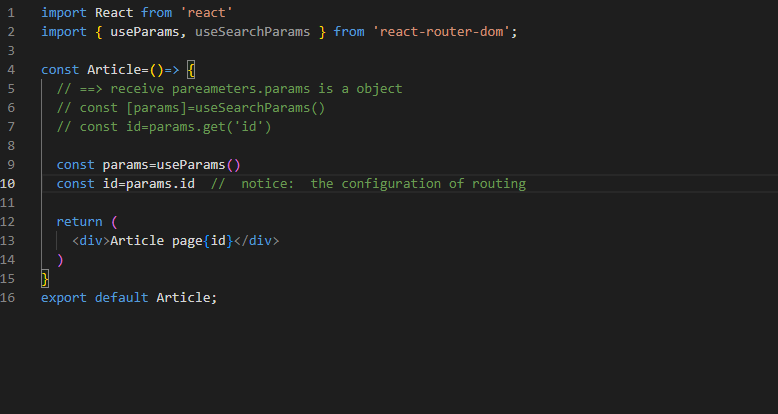 1 import React from 'react'
2 import { useParams, useSearchParams } from 'react-router-dom';
3
4 const Article=()=> {
5 // ==> receive pareameters.params is a object
6 // const [params]=useSearchParams()
7 // const id=params.get('id')
8
9 const params=useParams()
10 const id=params.id // notice: the configuration of routing
11
12 return (
13 <div>Article page{id}</div>
14 )
15 }
16 export default Article;